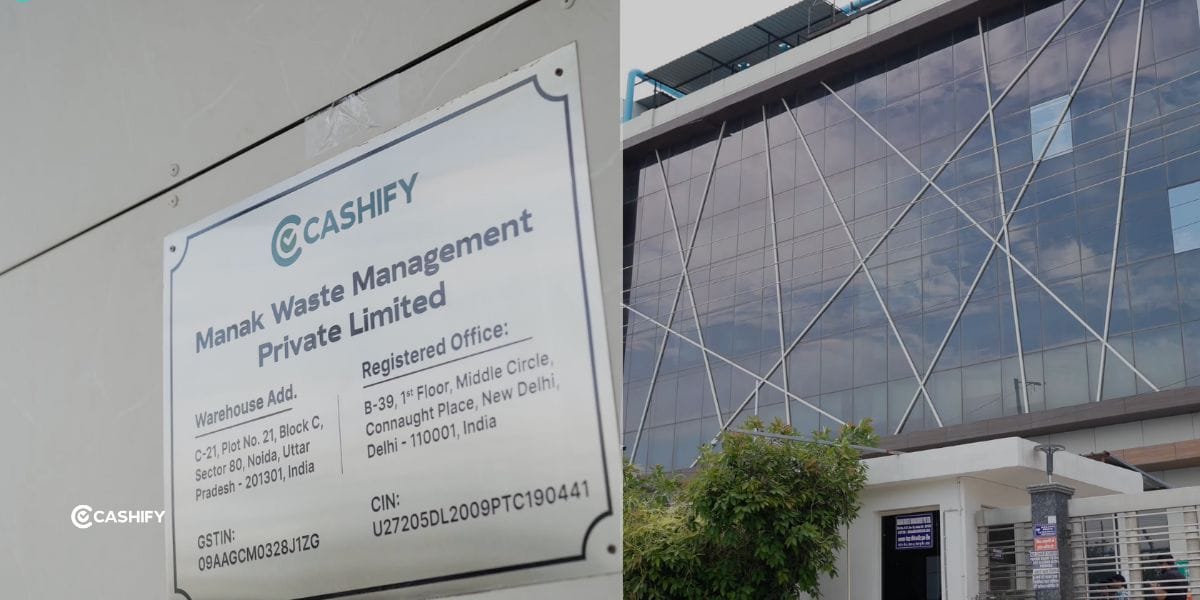 CASHIFY
Manak Waste Management
Private Limited
Warehouse Add.
C-21, Plot No. 21, Block C,
Sector 80, Noida, Uttar
Pradesh - 201301, India
GSTIN:
09AAGCM0328J1ZG
Registered Office:
B-39, 1st Floor, Middle Circle,
Connaught Place, New Delhi,
Delhi - 110001, India
CIN:
U27205DL2009PTC190441
CASHIFY